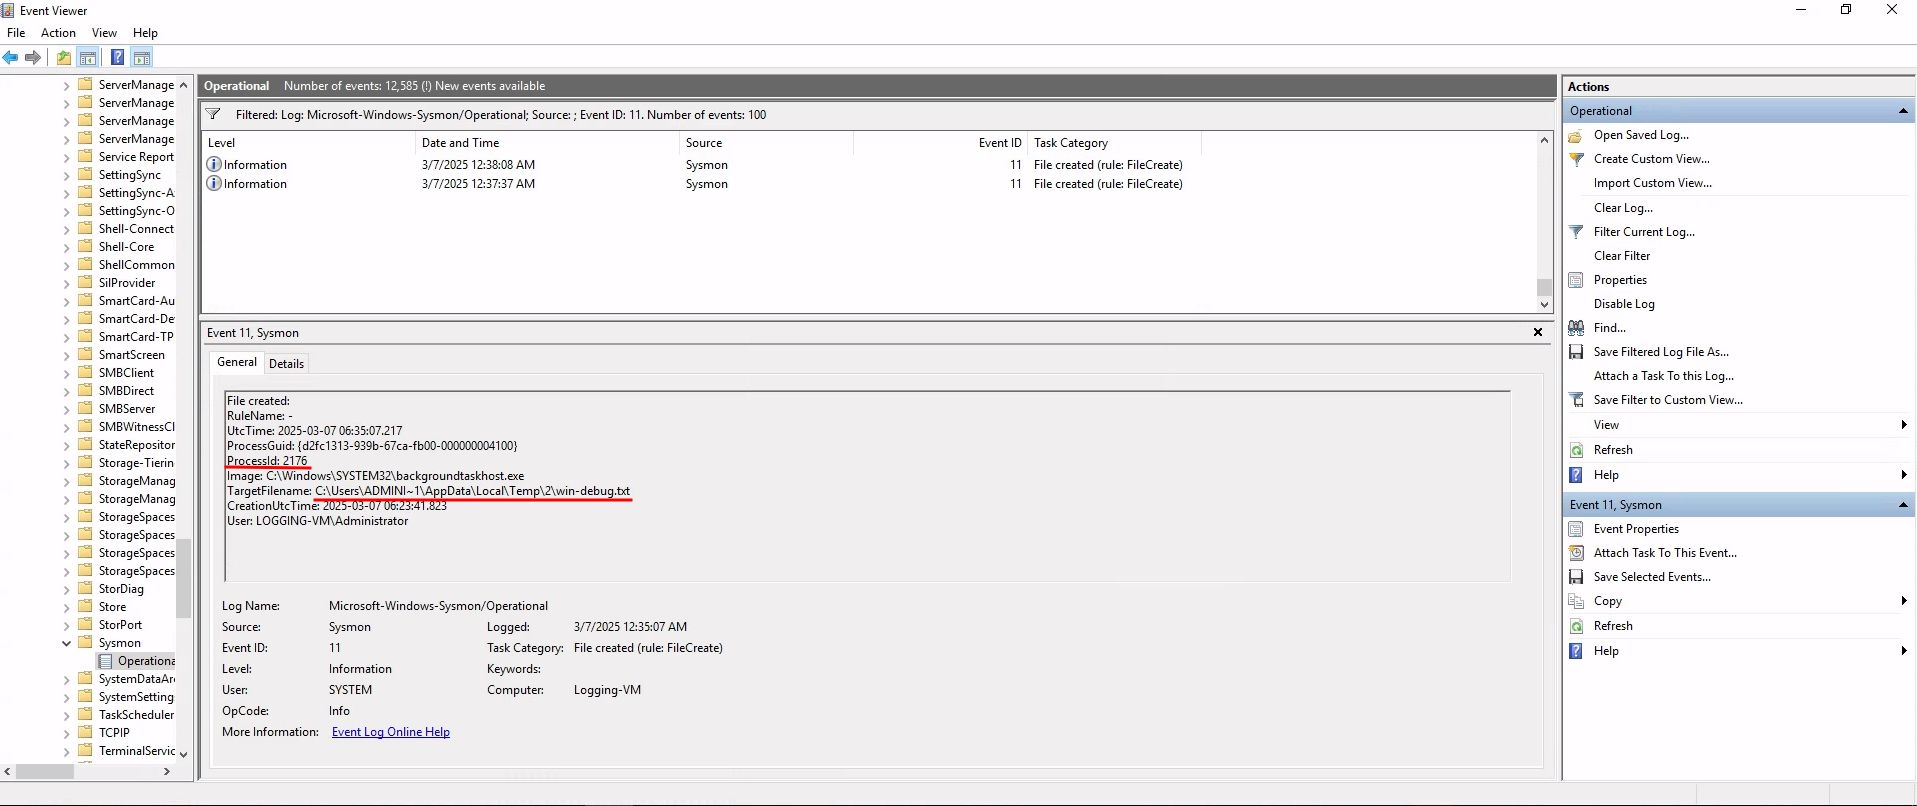 Event Viewer
File Action View Help
ServerManage
ServerManage
ServerManage
ServerManage
Service Report
SettingSync
SettingSync-A
SettingSync-O
Shell-Connect
Shell-Core
ShellCommon
SilProvider
SmartCard-Au
SmartCard-De
SmartCard-TP
SmartScreen
SMBClient
SMBDirect
SMBServer
SMBWitnessCl
StateRepositor
Storage-Tierin
StorageManag
StorageManag
StorageSpaces
StorageSpaces
StorageSpaces
StorageSpaces
StorDiag
Store
StorPort
Sysmon
Operationa
SystemDataAr
SystemSetting
TaskScheduler
TCPIP
TerminalServic
Operational Number of events: 12,585 (!) New events available
Filtered: Log: Microsoft-Windows-Sysmon/Operational; Source: ; Event ID: 11. Number of events: 100
Level Date and Time Source Event ID Task Category
Information 3/7/2025 12:38:08 AM Sysmon 11 File created (rule: FileCreate)
Information 3/7/2025 12:37:37 AM Sysmon 11 File created (rule: FileCreate)
Event 11, Sysmon
General Details
File created:
RuleName: -
UtcTime: 2025-03-07 06:35:07.217
ProcessGuid: {d2fc1313-939b-67ca-fb00-000000004100}
ProcessId: 2176
Image: C:\Windows\SYSTEM32\backgroundtaskhost.exe
TargetFilename: C:\Users\ADMINI~1\AppData\Local\Temp\2\win-debug.txt
CreationUtcTime: 2025-03-07 06:23:41.823
User: LOGGING-VM\Administrator
Log Name: Microsoft-Windows-Sysmon/Operational
Source: Sysmon Logged: 3/7/2025 12:35:07 AM
Event ID: 11 Task Category: File created (rule: FileCreate)
Level: Information Keywords:
User: SYSTEM Computer: Logging-VM
OpCode: Info
More Information: Event Log Online Help
Actions
Operational
Open Saved Log...
Create Custom View...
Import Custom View...
Clear Log...
Filter Current Log...
Clear Filter
Properties
Disable Log
Find...
Save Filtered Log File As...
Attach a Task To this Log...
Save Filter to Custom View...
View
Refresh
Help
Event 11, Sysmon
Event Properties
Attach Task To This Event...
Save Selected Events...
Copy
Refresh
Help